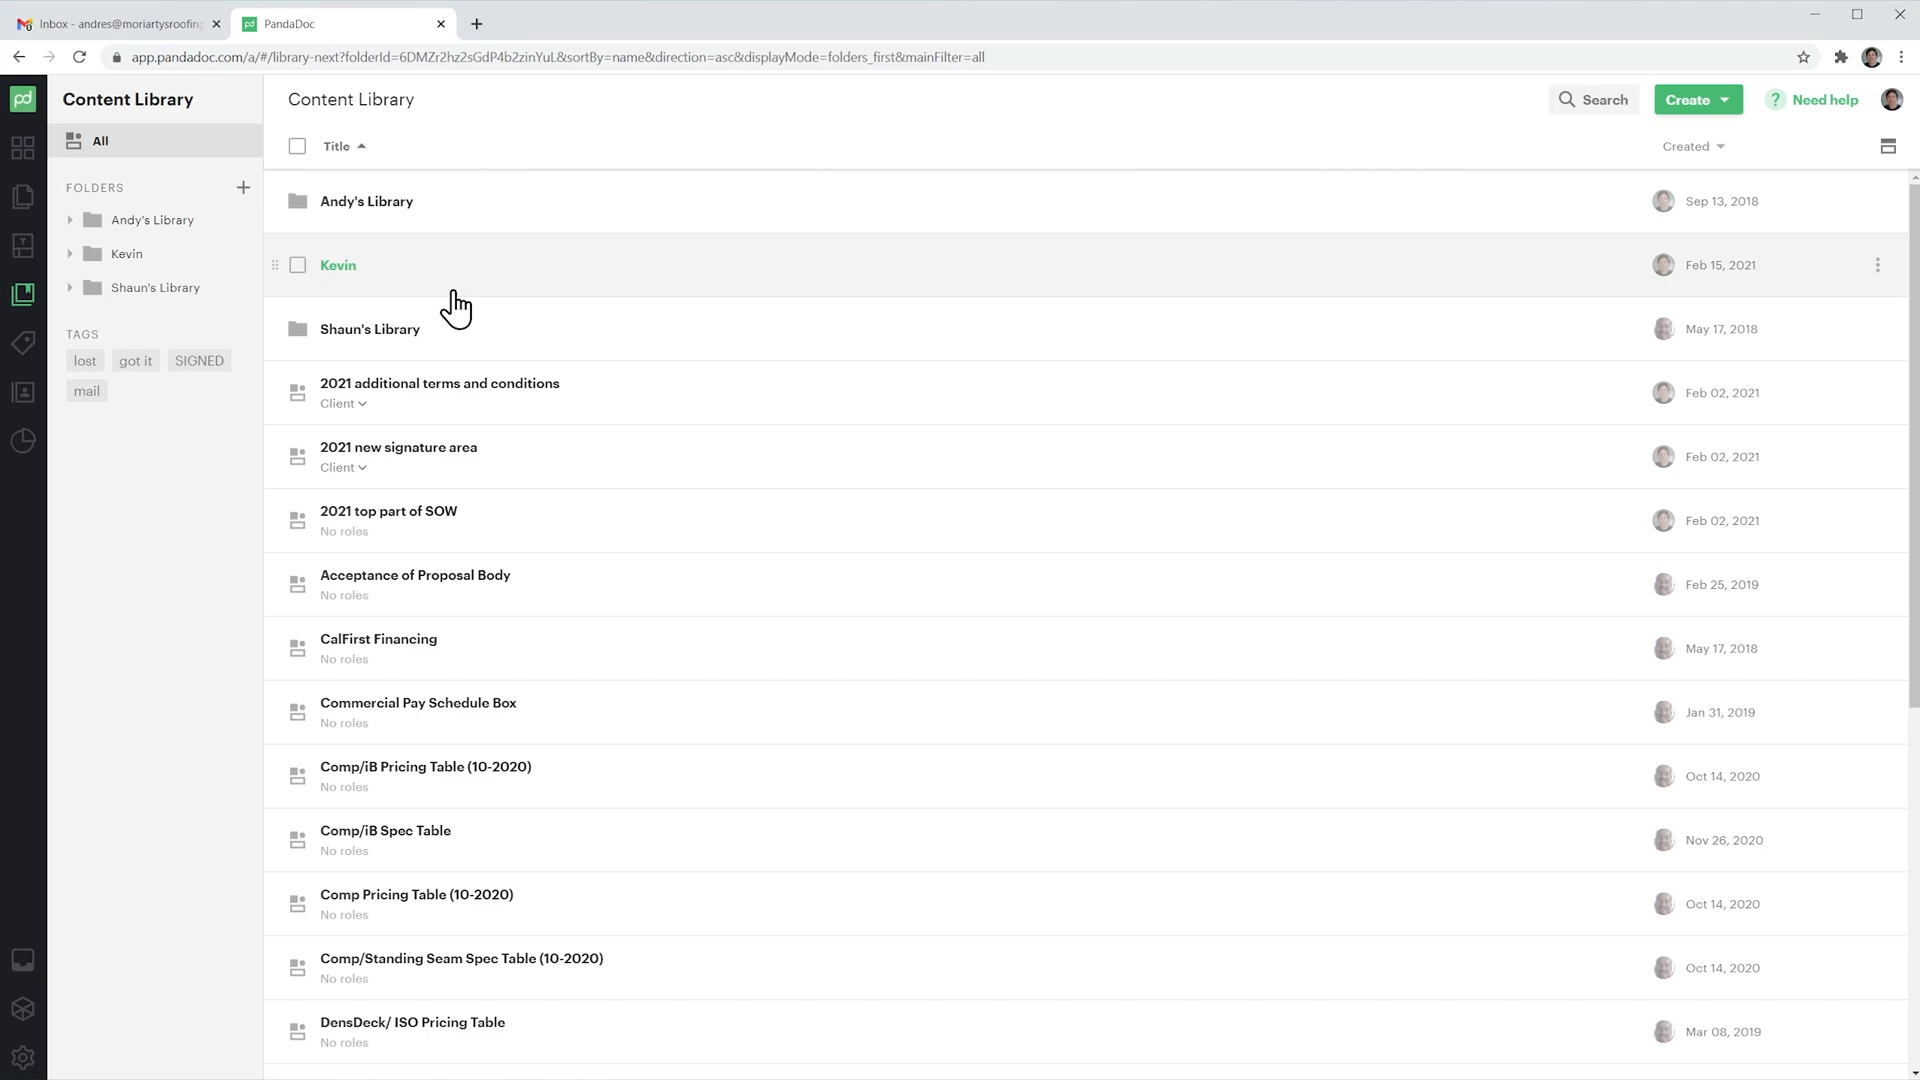 Inbox - andres@moriartysroofing
PandaDoc
app.pandadoc.com/a/#/library-next?folderId=6DMZr2hz2sGdP4b2zinYuL&sortBy=name&direction=asc&displayMode=folders_first&mainFilter=all
pd
Content Library
Content Library
Search
Create
? Need help
All
Title
Created
FOLDERS
Andy's Library
Kevin
Shaun's Library
TAGS
lost got it SIGNED
mail
Andy's Library
Sep 13, 2018
Kevin
Feb 15, 2021
Shaun's Library
May 17, 2018
2021 additional terms and conditions
Client
Feb 02, 2021
2021 new signature area
Client
Feb 02, 2021
2021 top part of SOW
No roles
Feb 02, 2021
Acceptance of Proposal Body
No roles
Feb 25, 2019
CalFirst Financing
No roles
May 17, 2018
Commercial Pay Schedule Box
No roles
Jan 31, 2019
Comp/iB Pricing Table (10-2020)
No roles
Oct 14, 2020
Comp/iB Spec Table
No roles
Nov 26, 2020
Comp Pricing Table (10-2020)
No roles
Oct 14, 2020
Comp/Standing Seam Spec Table (10-2020)
No roles
Oct 14, 2020
DensDeck/ ISO Pricing Table
No roles
Mar 08, 2019